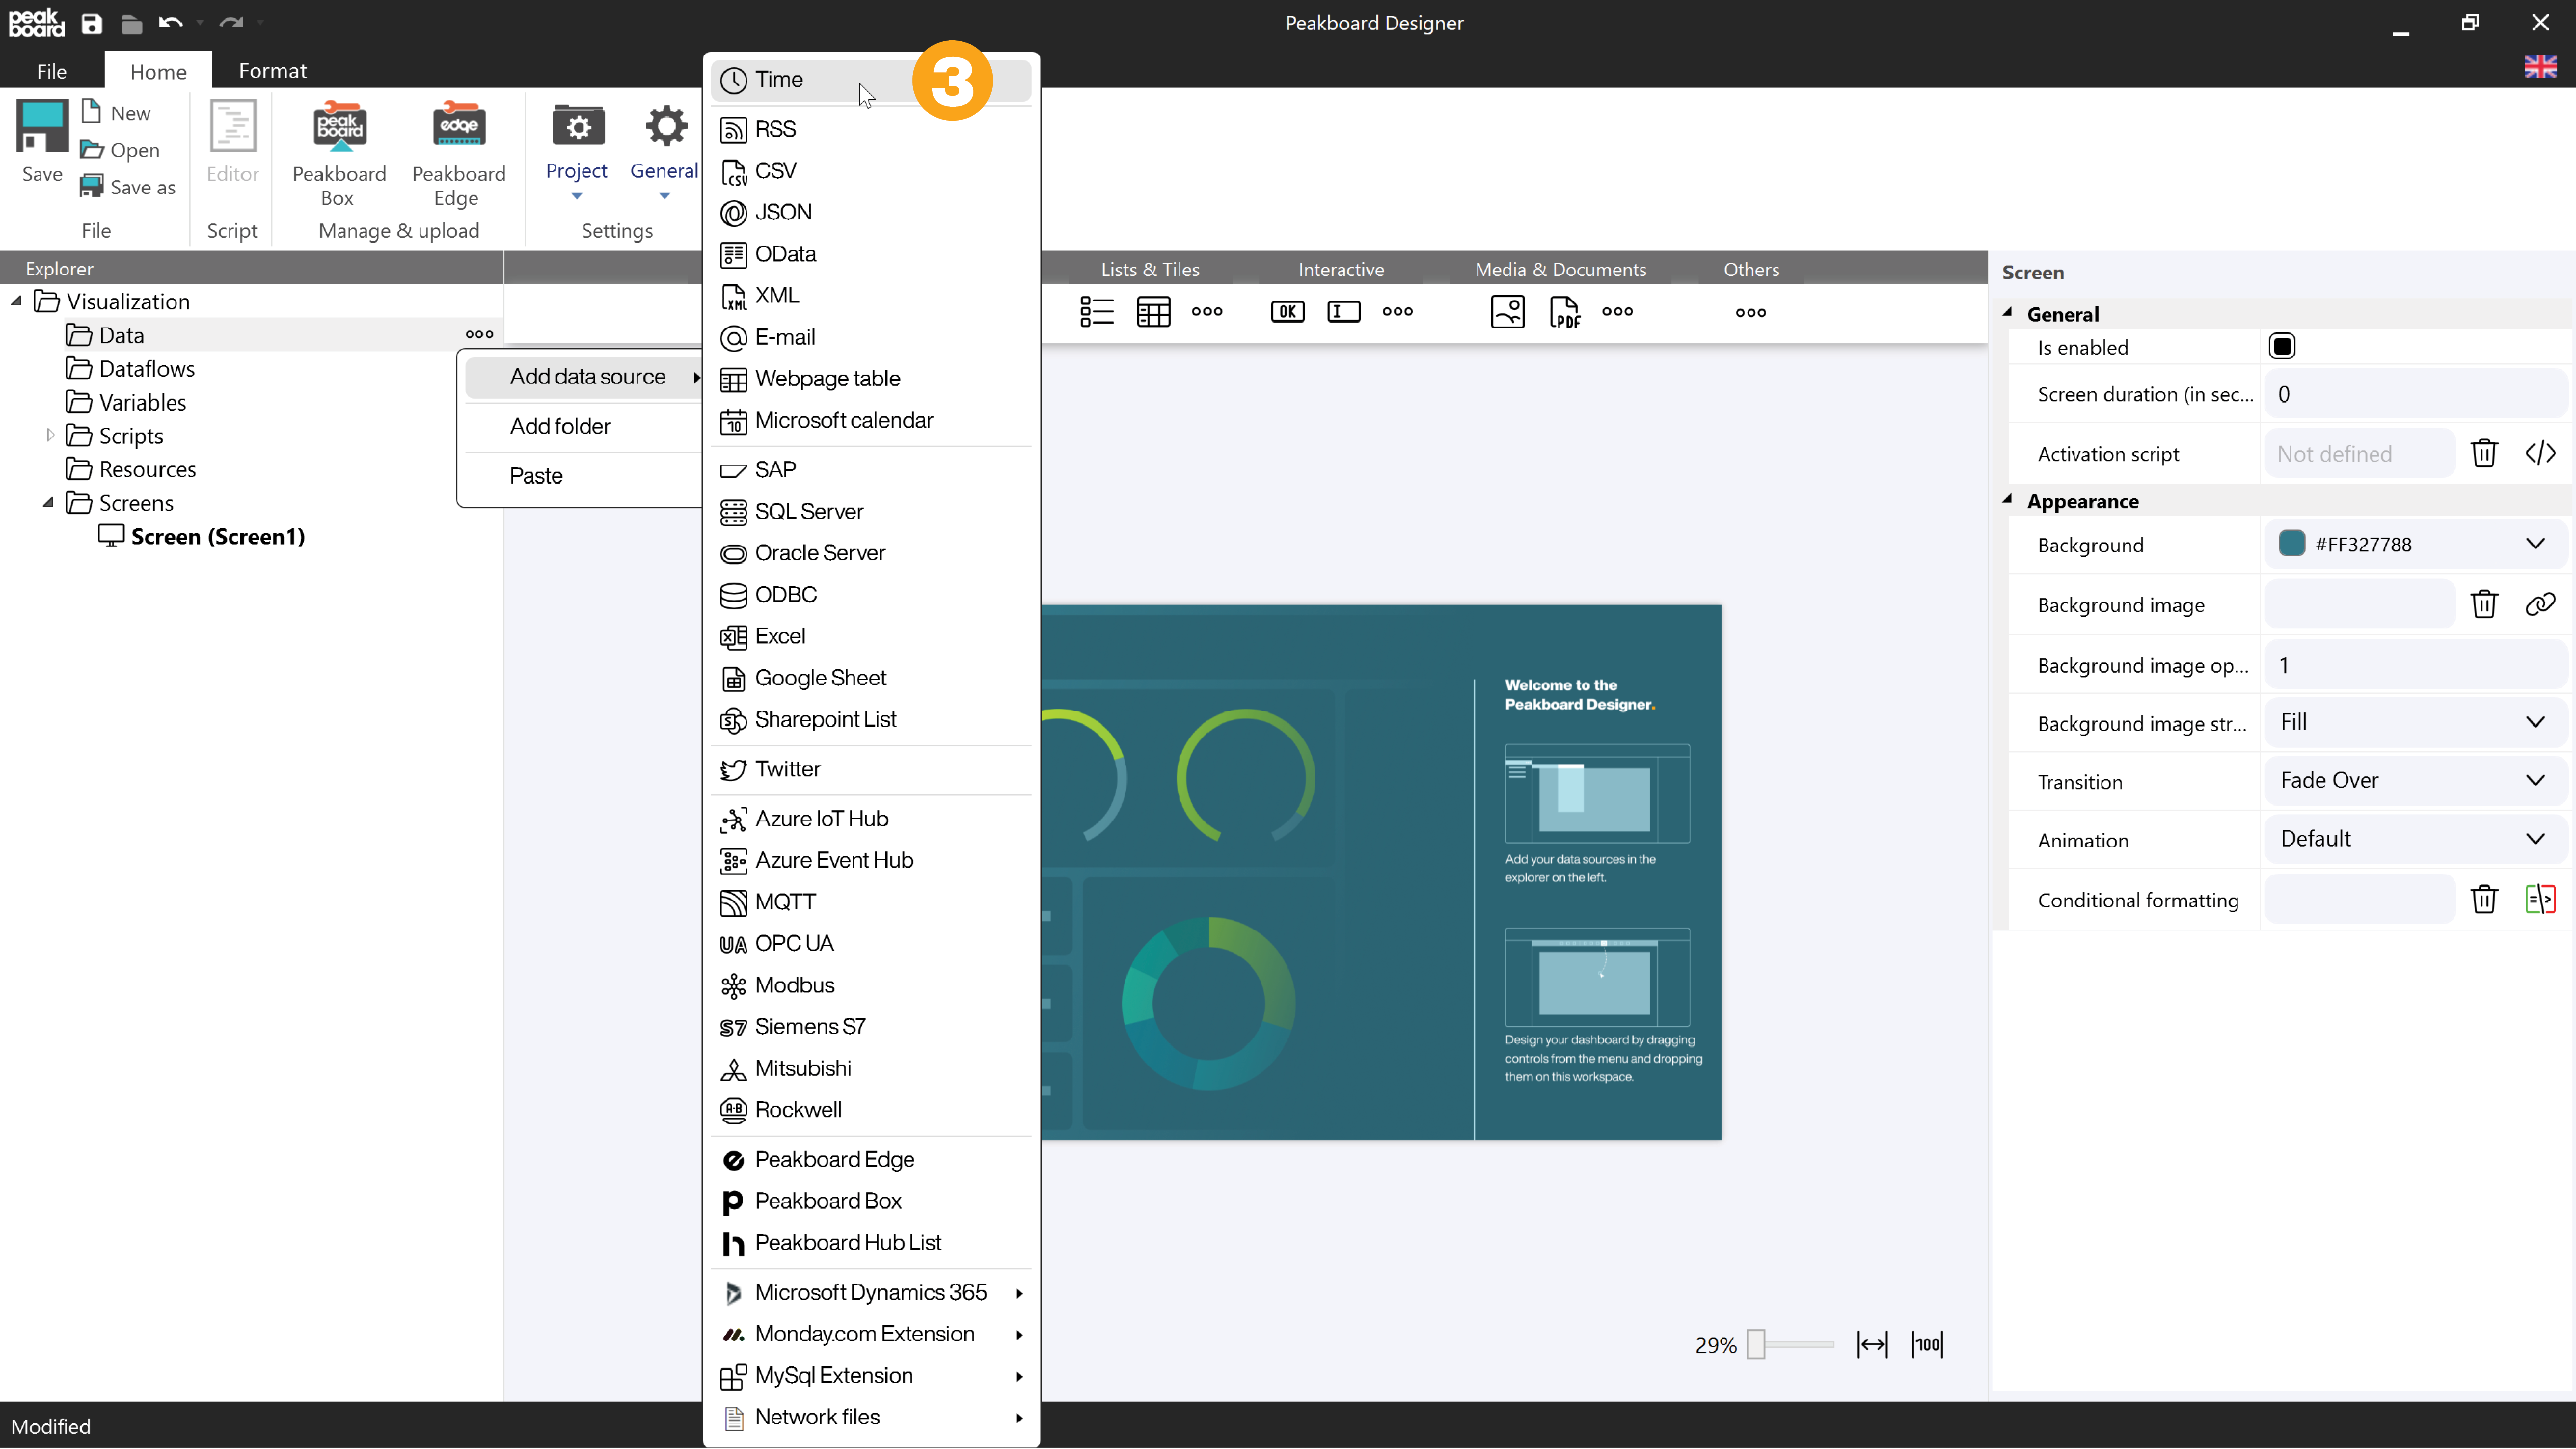 peak
board
Peakboard Designer
File
Home
Format
Save
New
Open
Save as
File
Editor
Script
peak
board
Peakboard
Box
edge
Peakboard
Edge
Manage & upload
Project
General
Settings
Explorer
Visualization
Data
Dataflows
Variables
Scripts
Resources
Screens
Screen (Screen1)
Add data source
Add folder
Paste
Time
3
RSS
CSV
CSV
JSON
OData
XML
XML
E-mail
Webpage table
10
Microsoft calendar
SAP
SQL Server
Oracle Server
ODBC
Excel
Google Sheet
Sharepoint List
Twitter
Azure IoT Hub
Azure Event Hub
MQTT
UA
OPC UA
Modbus
S7
Siemens S7
Mitsubishi
A-B
Rockwell
Peakboard Edge
Peakboard Box
Peakboard Hub List
Microsoft Dynamics 365
Monday.com Extension
MySql Extension
Network files
Lists & Tiles
Interactive
Media & Documents
Others
OK
PDF
Welcome to the
Peakboard Designer.
Add your data sources in the
explorer on the left.
Design your dashboard by dragging
controls from the menu and dropping
them on this workspace.
29%
100
Screen
General
Is enabled
Screen duration (in sec...
0
Activation script
Not defined
Appearance
Background
#FF327788
Background image
Background image op...
1
Background image str...
Fill
Transition
Fade Over
Animation
Default
Conditional formatting
Modified